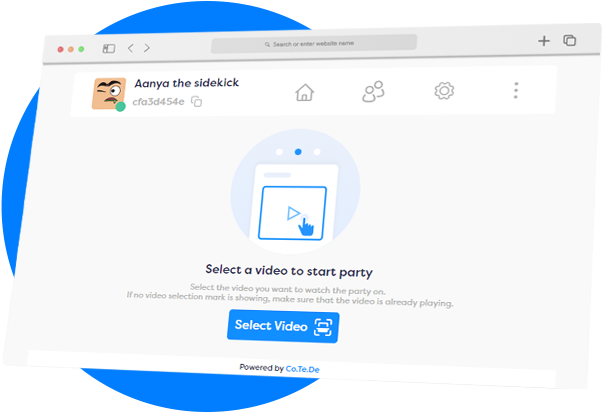 Search or enter website name
Aanya the sidekick
cfa3d454e
Select a video to start party
Select the video you want to watch the party on.
If no video selection mark is showing, make sure that the video is already playing.
Select Video
Powered by Co.Te.De